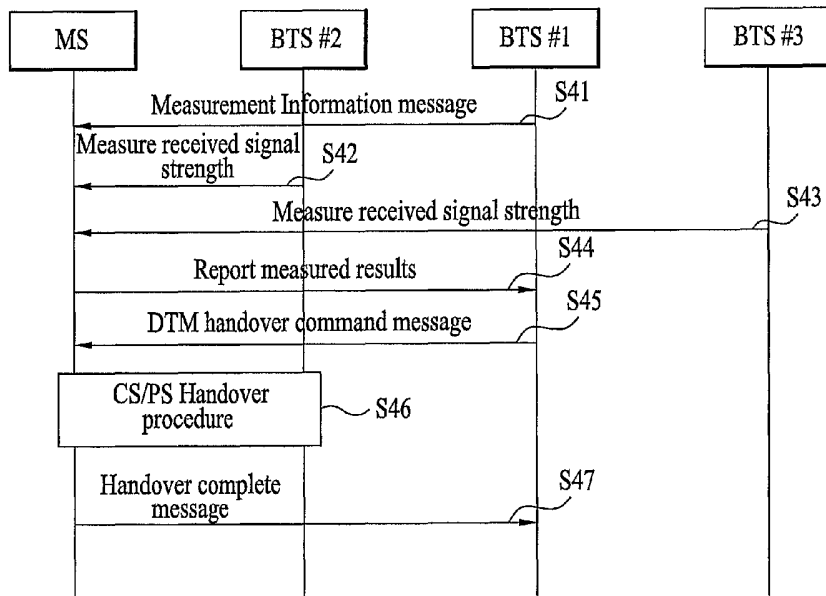 MS
BTS #2
BTS #1
BTS #3
Measurement Information message
S41
Measure received signal
strength
S42
Measure received signal strength
S43
Report measured results
S44
DTM handover command message
S45
CS/PS Handover
procedure
S46
Handover complete
message
S47